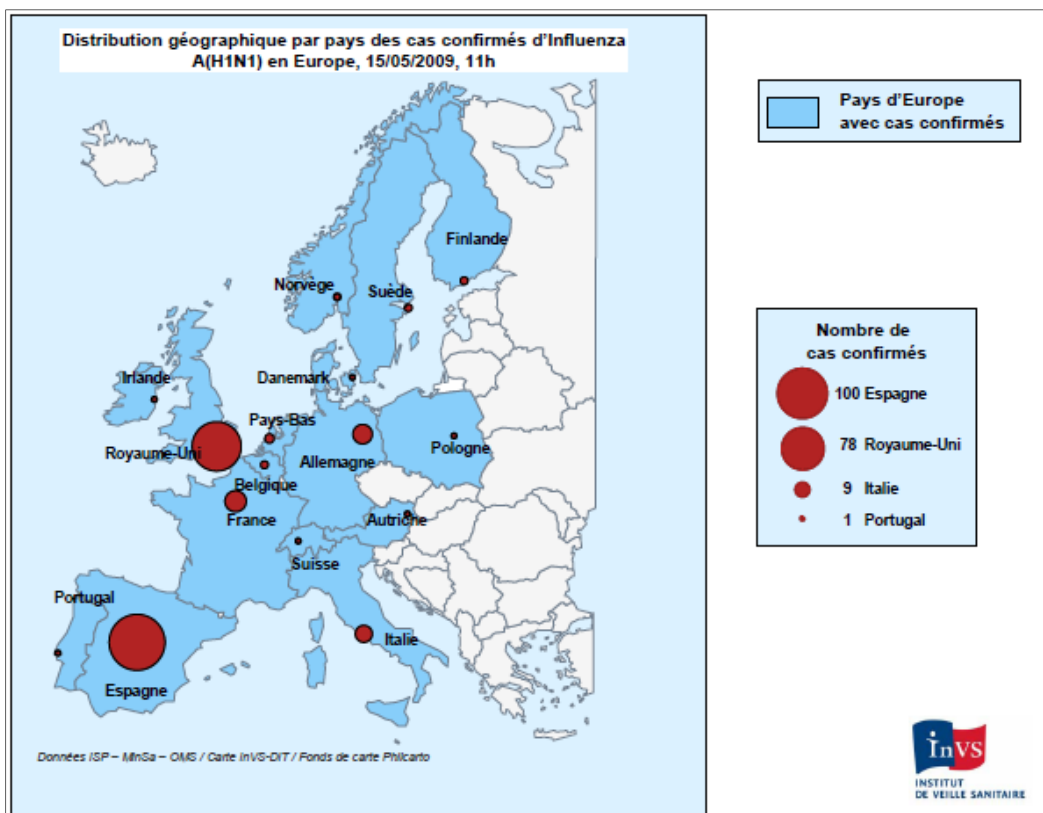 Distribution géographique par pays des cas confirmés d'Influenza
A(H1N1) en Europe, 15/05/2009, 11h
Pays d'Europe
avec cas confirmés
Finlande
Norvège
Suède
Irlande
Danemark
Pays-Bas
Royaume-Uni
Allemagne
Pologne
Belgique
France
Autriche
Suisse
Portugal
Italie
Espagne
Nombre de
cas confirmés
100 Espagne
78 Royaume-Uni
9 Italie
1 Portugal
Données ISP – MinSa – OMS / Carte InVS-DIT / Fonds de carte Philcarto
InVS
INSTITUT
DE VEILLE SANITAIRE